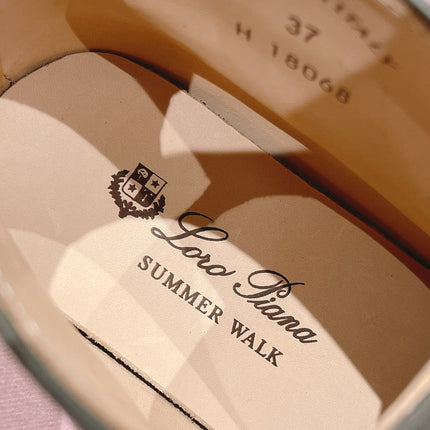 37
H 18068
Loro Piana
SUMMER WALK